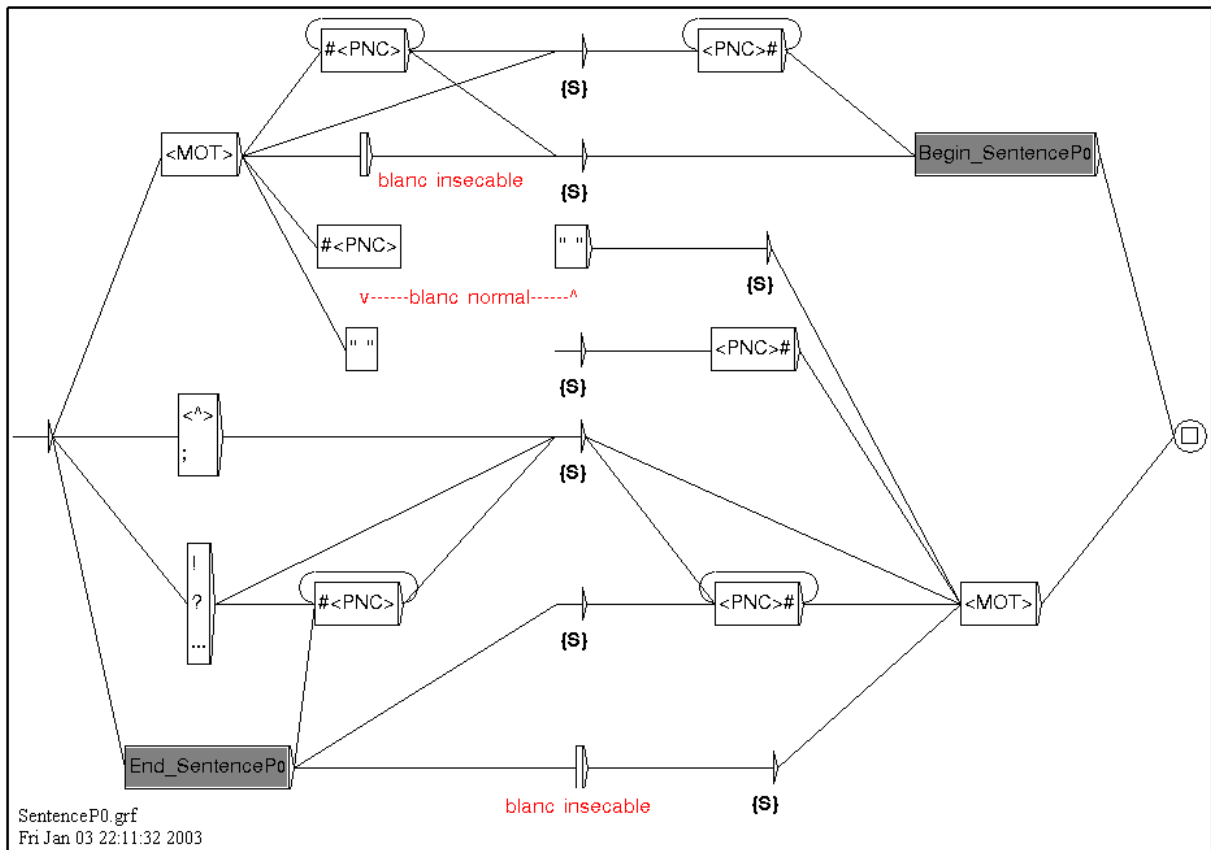 #<PNC>
<PNC>#
{S}
<MOT>
Begin_SentenceP0
blanc insecable
{S}
#<PNC>
" "
{S}
v------blanc normal------^
" "
<PNC>#
{S}
<^>
;
{S}
!
?
...
#<PNC>
<PNC>#
<MOT>
{S}
End_SentenceP0
blanc insecable
{S}
SentenceP0.grf
Fri Jan 03 22:11:32 2003